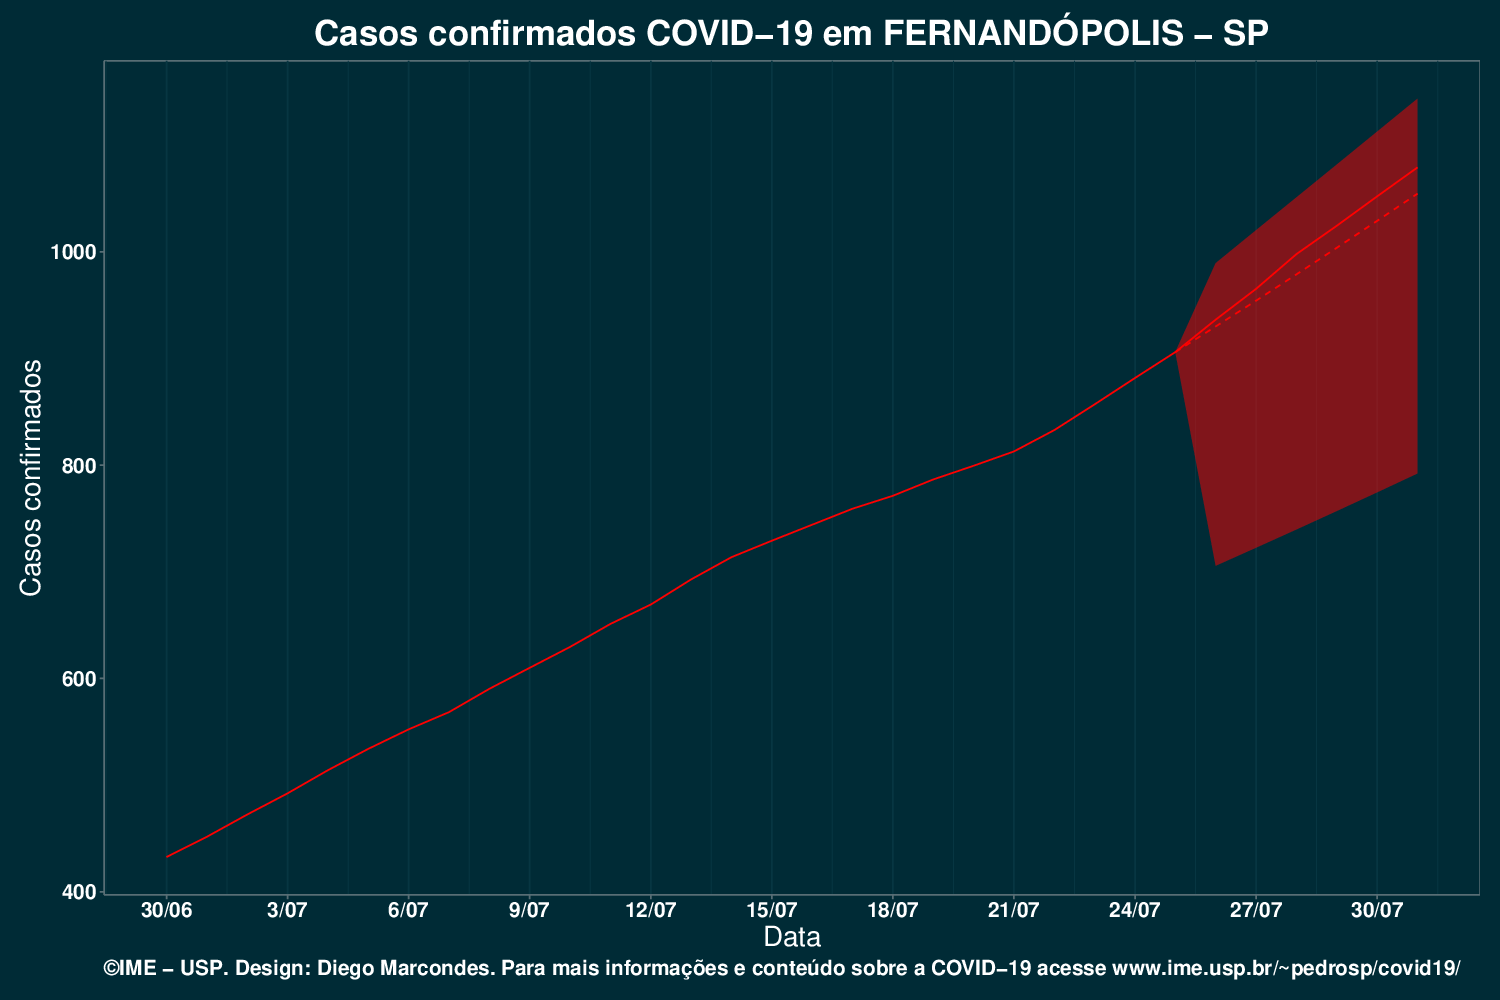 Casos confirmados COVID−19 em FERNANDÓPOLIS − SP
Casos confirmados
1000
800
600
400
30/06 3/07 6/07 9/07 12/07 15/07 18/07 21/07 24/07 27/07 30/07
Data
©IME − USP. Design: Diego Marcondes. Para mais informações e conteúdo sobre a COVID−19 acesse www.ime.usp.br/~pedrosp/covid19/